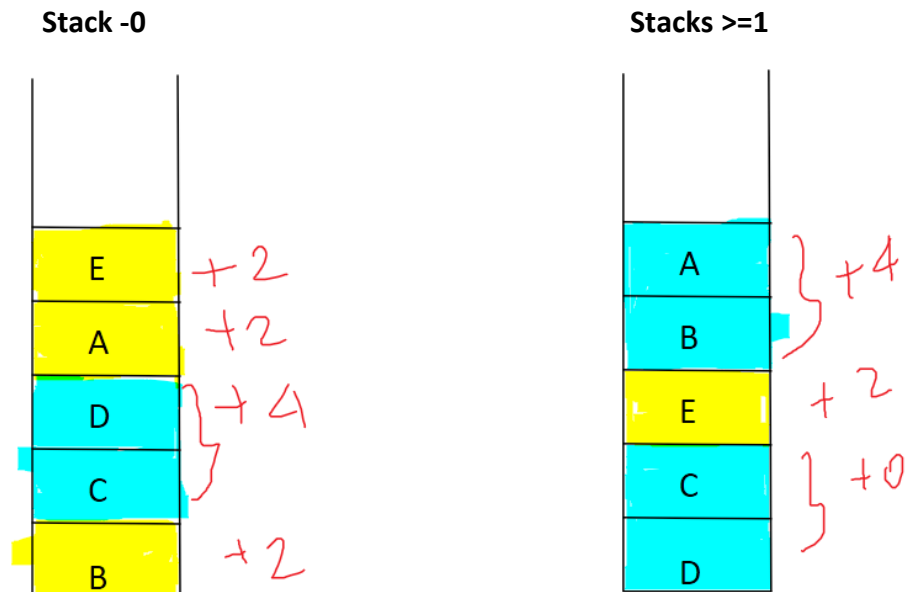 Stack -0
E +2
A +2
D +4
C
B +2
Stacks >=1
A +4
B
E +2
C +0
D